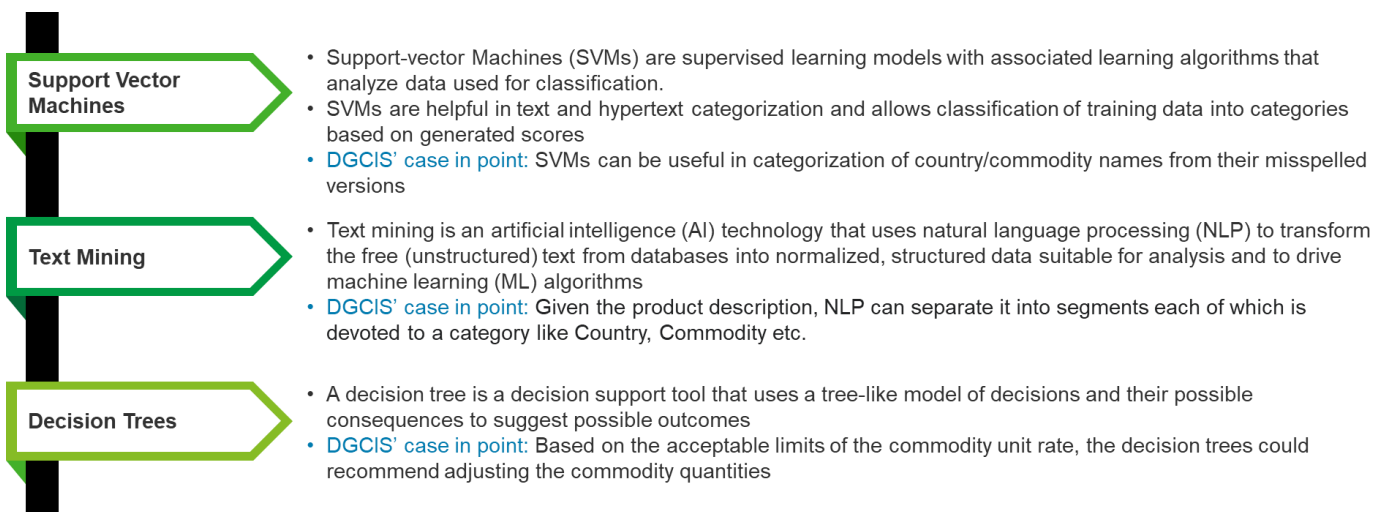 Support Vector
Machines
• Support-vector Machines (SVMs) are supervised learning models with associated learning algorithms that
analyze data used for classification.
• SVMs are helpful in text and hypertext categorization and allows classification of training data into categories
based on generated scores
• DGCIS’ case in point: SVMs can be useful in categorization of country/commodity names from their misspelled
versions
Text Mining
• Text mining is an artificial intelligence (AI) technology that uses natural language processing (NLP) to transform
the free (unstructured) text from databases into normalized, structured data suitable for analysis and to drive
machine learning (ML) algorithms
• DGCIS’ case in point: Given the product description, NLP can separate it into segments each of which is
devoted to a category like Country, Commodity etc.
Decision Trees
• A decision tree is a decision support tool that uses a tree-like model of decisions and their possible
consequences to suggest possible outcomes
• DGCIS’ case in point: Based on the acceptable limits of the commodity unit rate, the decision trees could
recommend adjusting the commodity quantities